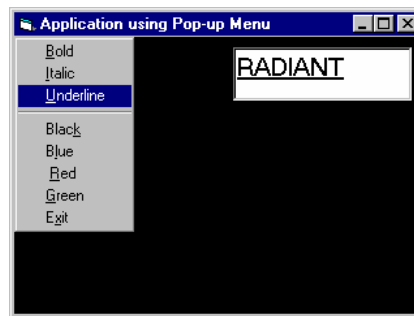 Application using Pop-up Menu
Bold
Italic
Underline
Black
Blue
Red
Green
Exit
RADIANT